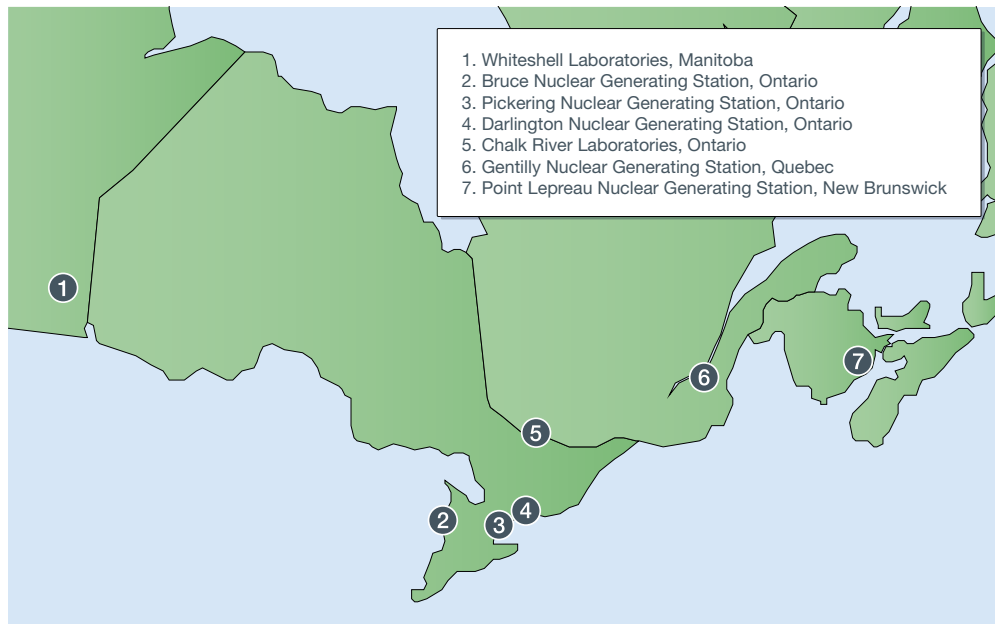 1. Whiteshell Laboratories, Manitoba
2. Bruce Nuclear Generating Station, Ontario
3. Pickering Nuclear Generating Station, Ontario
4. Darlington Nuclear Generating Station, Ontario
5. Chalk River Laboratories, Ontario
6. Gentilly Nuclear Generating Station, Quebec
7. Point Lepreau Nuclear Generating Station, New Brunswick
1
7
6
5
4
2
3